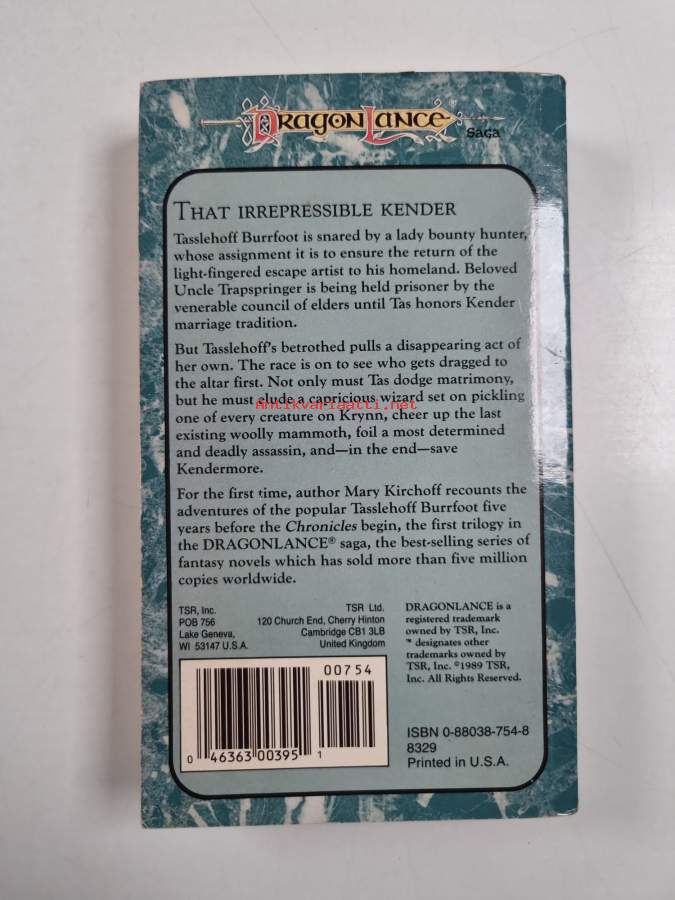 DRAGONLANCE
Saga
THAT IRREPRESSIBLE KENDER
Tasslehoff Burrfoot is snared by a lady bounty hunter,
whose assignment it is to ensure the return of the
light-fingered escape artist to his homeland. Beloved
Uncle Trapspringer is being held prisoner by the
venerable council of elders until Tas honors Kender
marriage tradition.
But Tasslehoff's betrothed pulls a disappearing act of
her own. The race is on to see who gets dragged to
the altar first. Not only must Tas dodge matrimony,
but he must elude a capricious wizard set on pickling
Antikvariaatti.net
one of every creature on Krynn, cheer up the last
existing woolly mammoth, foil a most determined
and deadly assassin, and—in the end—save
Kendermore.
For the first time, author Mary Kirchoff recounts the
adventures of the popular Tasslehoff Burrfoot five
years before the Chronicles begin, the first trilogy in
the DRAGONLANCE® saga, the best-selling series of
fantasy novels which has sold more than five million
copies worldwide.
TSR, Inc.
POB 756
Lake Geneva,
WI 53147 U.S.A.
TSR Ltd.
120 Church End, Cherry Hinton
Cambridge CB1 3LB
United Kingdom
DRAGONLANCE is a
registered trademark
owned by TSR, Inc.
™ designates other
trademarks owned by
TSR, Inc. ©1989 TSR,
Inc. All Rights Reserved.
00754
0 46363 00395 1
ISBN 0-88038-754-8
8329
Printed in U.S.A.